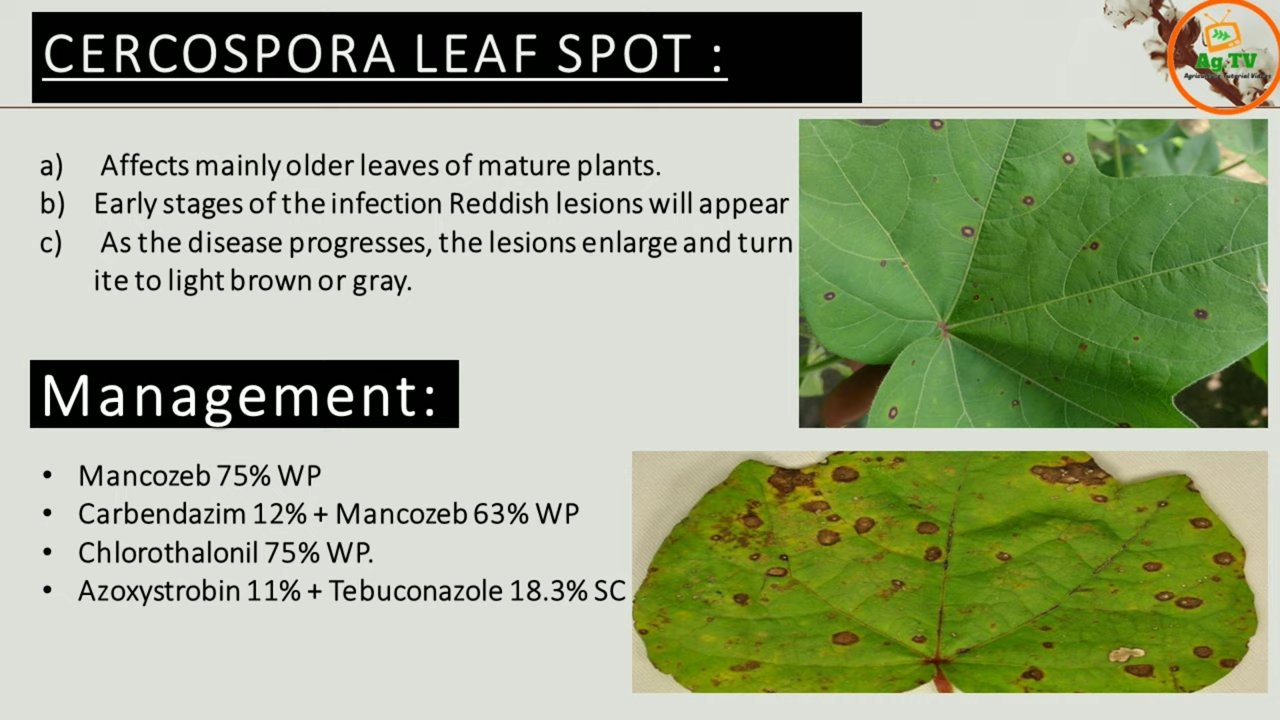 CERCOSPORA LEAF SPOT :
Ag.TV
a) Affects mainly older leaves of mature plants.
b) Early stages of the infection Reddish lesions will appear
c) As the disease progresses, the lesions enlarge and turn
ite to light brown or gray.
Management:
• Mancozeb 75% WP
• Carbendazim 12% + Mancozeb 63% WP
• Chlorothalonil 75% WP.
• Azoxystrobin 11% + Tebuconazole 18.3% SC